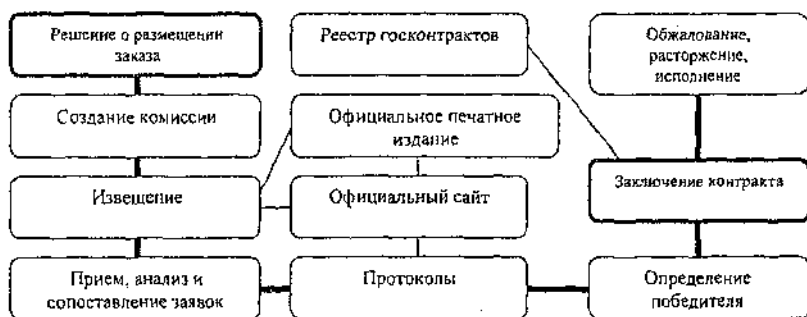 Решение о размещении
заказа
Реестр госконтрактов
Обжалование,
расторжение,
исполнение
Создание комиссии
Официальное печатное
издание
Извещение
Официальный сайт
Заключение контракта
Прием, анализ и
сопоставление заявок
Протоколы
Определение
победителя